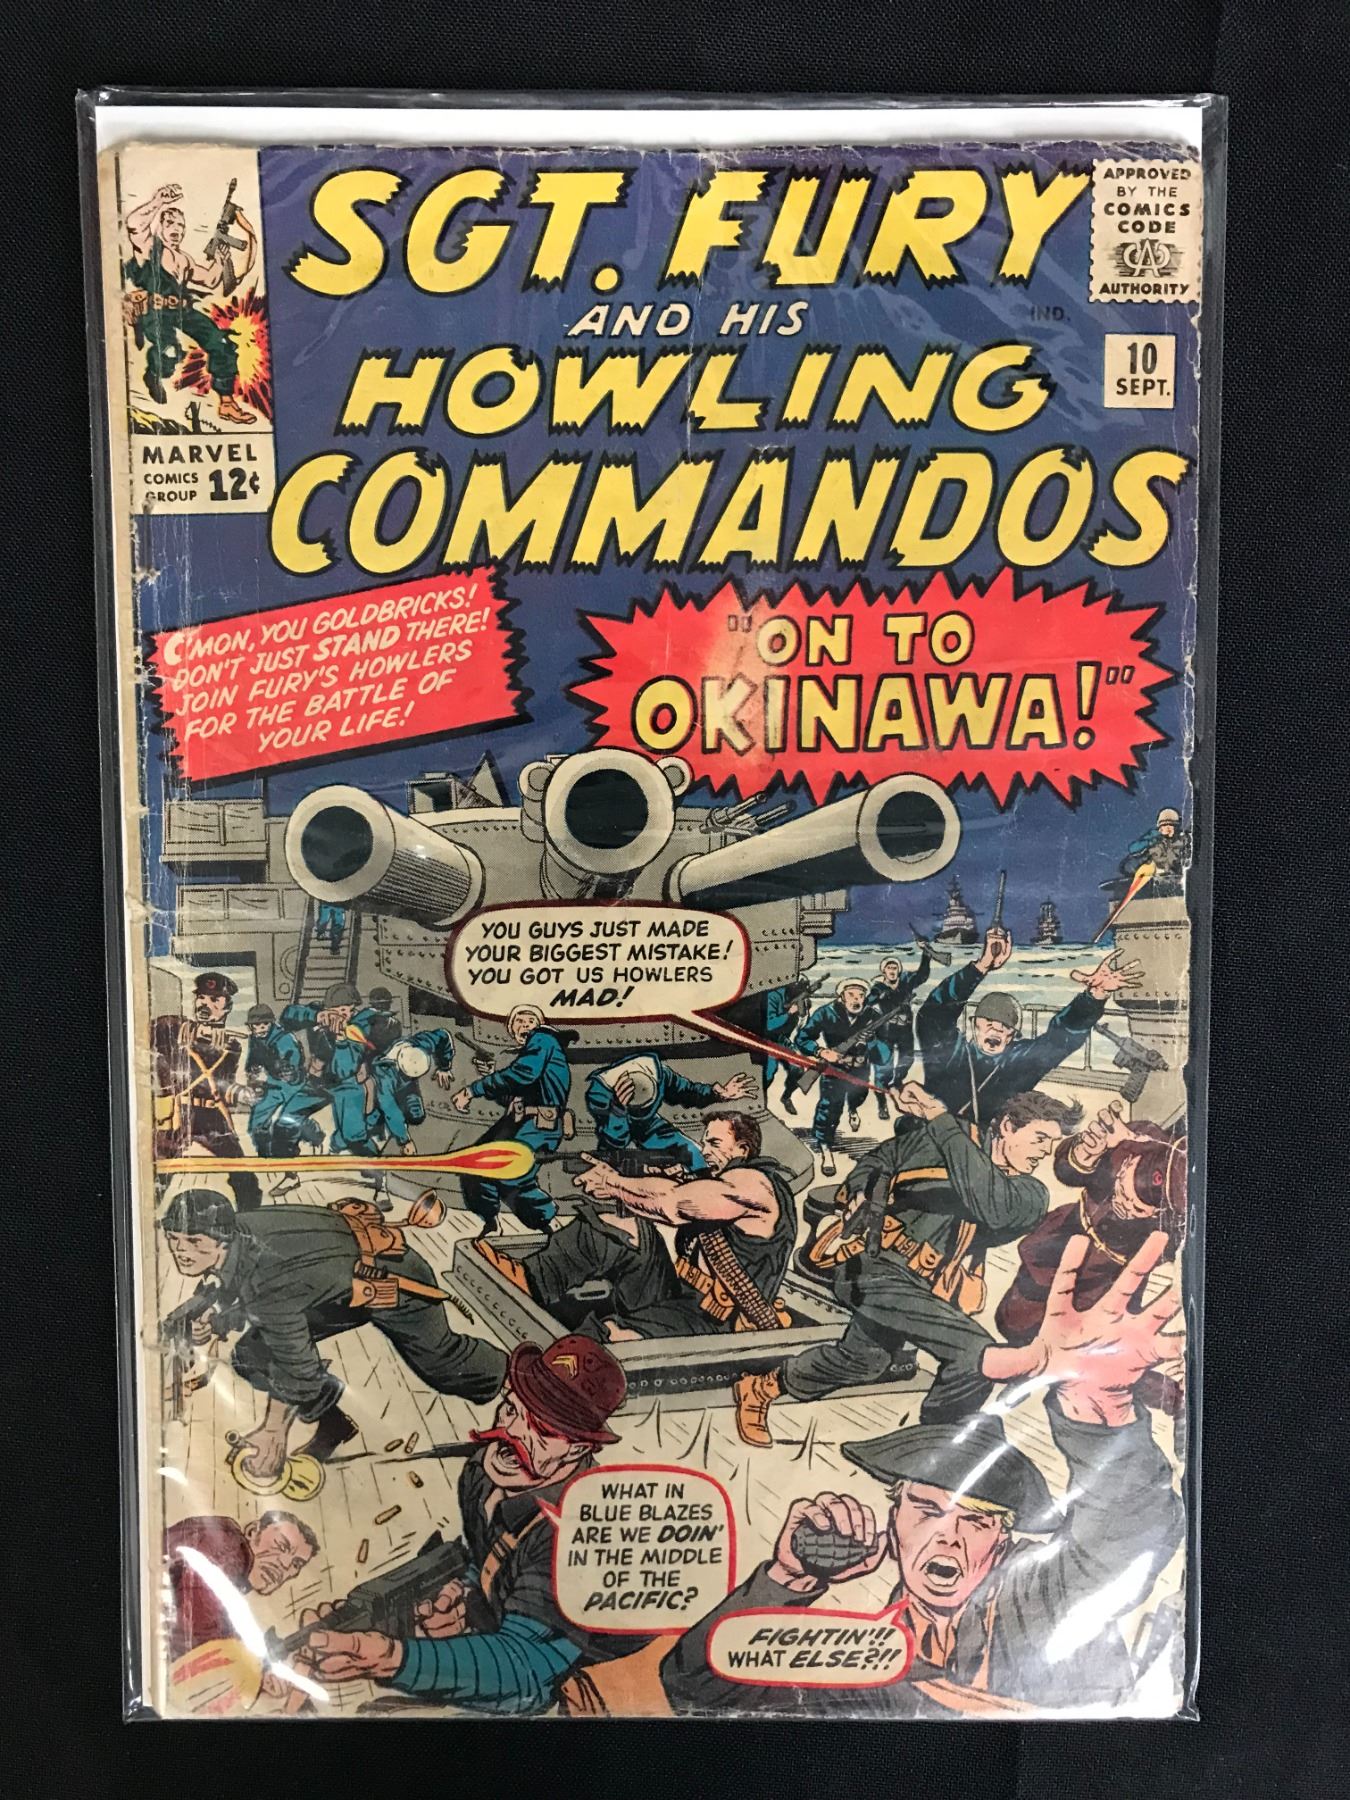 SGT. FURY
AND HIS
HOWLING
COMMANDOS
APPROVED
BY THE
COMICS
CODE
CA
AUTHORITY
IND.
10
SEPT.
MARVEL
COMICS
GROUP 12¢
C'MON, YOU GOLDBRICKS!
DON'T JUST STAND THERE!
JOIN FURY'S HOWLERS
FOR THE BATTLE OF
YOUR LIFE!
"ON TO
OKINAWA!"
YOU GUYS JUST MADE
YOUR BIGGEST MISTAKE!
YOU GOT US HOWLERS
MAD!
WHAT IN
BLUE BLAZES
ARE WE DOIN'
IN THE MIDDLE
OF THE
PACIFIC?
FIGHTIN'!!
WHAT ELSE?!!